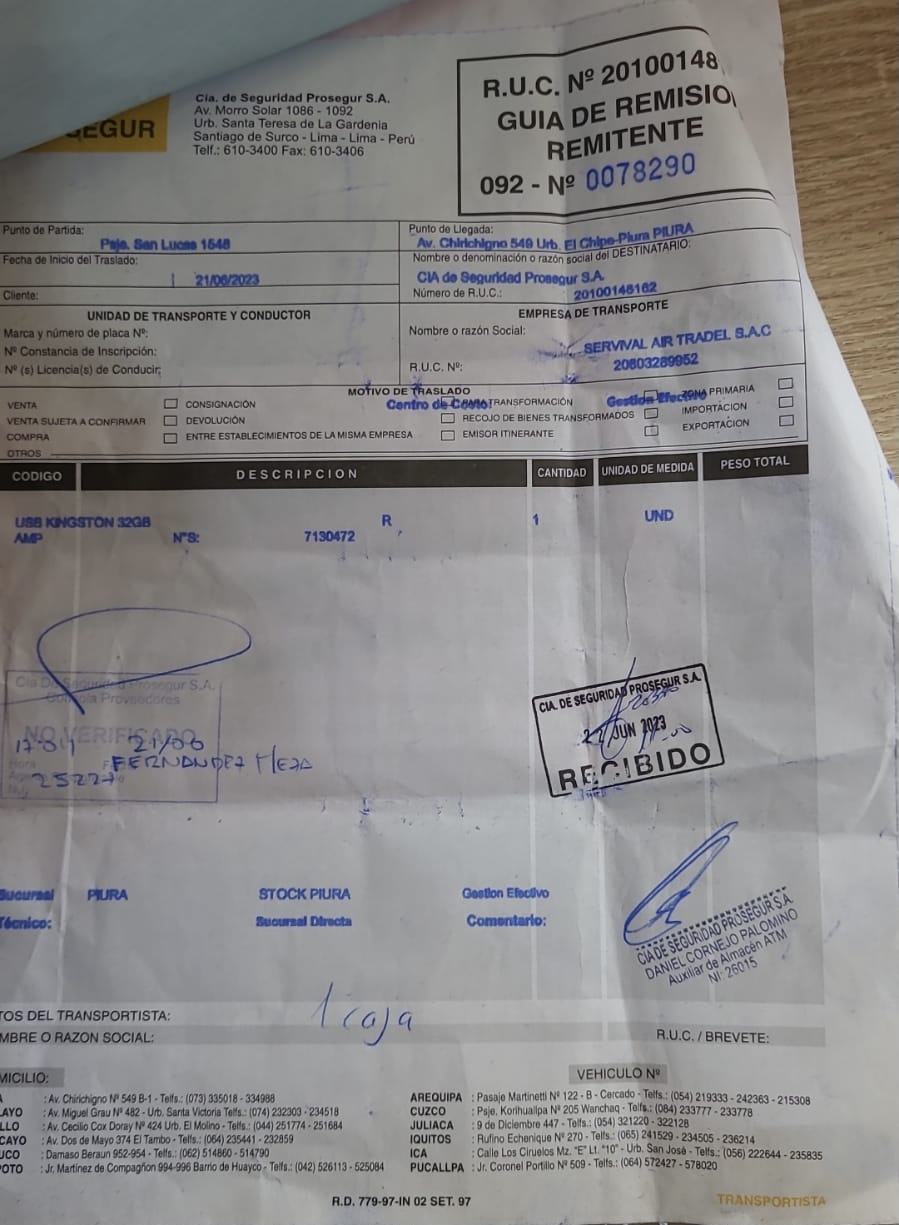 EGUR
Cia. de Seguridad Prosegur S.A.
Av. Morro Solar 1086 - 1092
Urb. Santa Teresa de La Gardenia
Santiago de Surco - Lima - Lima - Perú
Telf.: 610-3400 Fax: 610-3406
R.U.C. Nº 20100148
GUIA DE REMISIO
REMITENTE
092 - Nº 0078290
Punto de Partida:
Psje. San Lucas 1548
Fecha de Inicio del Traslado:
21/06/2023
Cliente:
Punto de Llegada:
Av. Chirichigno 549 Urb. El Chipe-Piura PIURA
Nombre o denominación o razón social del DESTINATARIO:
CIA de Seguridad Prosegur S.A.
Número de R.U.C.: 20100146162
UNIDAD DE TRANSPORTE Y CONDUCTOR
Marca y número de placa Nº:
Nº Constancia de Inscripción:
Nº (s) Licencia(s) de Conducir:
EMPRESA DE TRANSPORTE
Nombre o razón Social:
SERVIVAL AIR TRADEL S.A.C
R.U.C. Nº: 20603289952
MOTIVO DE TRASLADO
VENTA
VENTA SUJETA A CONFIRMAR
COMPRA
OTROS
CONSIGNACIÓN
DEVOLUCIÓN
ENTRE ESTABLECIMIENTOS DE LA MISMA EMPRESA
Centro de Costo
TRANSFORMACIÓN
RECOJO DE BIENES TRANSFORMADOS
EMISOR ITINERANTE
Gestion Efectivo
ZONA PRIMARIA
IMPORTACION
EXPORTACIÓN
CODIGO DESCRIPCION CANTIDAD UNIDAD DE MEDIDA PESO TOTAL
USB KINGSTON 32GB R 1 UND
AMP NºS: 7130472
Cia De Seguridad Prosegur S.A.
Proveedores
NO VERIFICADO
21/06
Hora
FERNANDEZ MEZA
CIA. DE SEGURIDAD PROSEGUR S.A.
JUN 2023
RECIBIDO
Sucursal PIURA STOCK PIURA Gestion Efectivo
Técnico: Sucursal Directa Comentario:
CIA DE SEGURIDAD PROSEGUR S.A.
DANIEL CORNEJO PALOMINO
Auxiliar de Almacén ATM
NI: 26015
TOS DEL TRANSPORTISTA:
1 caja
MBRE O RAZON SOCIAL: R.U.C. / BREVETE:
MICILIO: VEHICULO Nº
A : Av. Chirichigno Nº 549 B-1 - Telfs.: (073) 335018 - 334988
LAYO : Av. Miguel Grau Nº 482 - Urb. Santa Victoria Telfs.: (074) 232303 - 234518
LLO : Av. Cecilio Cox Doray Nº 424 Urb. El Molino - Telfs.: (044) 251774 - 251684
CAYO : Av. Dos de Mayo 374 El Tambo - Telfs.: (064) 235441 - 232859
UCO : Damaso Beraun 952-954 - Telfs.: (062) 514860 - 514790
POTO : Jr. Martinez de Compagñon 994-996 Barrio de Huayco - Telfs.: (042) 526113 - 525084
AREQUIPA : Pasaje Martinetti Nº 122 - B - Cercado - Telfs.: (054) 219333 - 242363 - 215308
CUZCO : Psje. Korihuallpa Nº 205 Wanchaq - Telfs.: (084) 233777 - 233778
JULIACA : 9 de Diciembre 447 - Telfs.: (054) 321220 - 322128
IQUITOS : Rufino Echenique Nº 270 - Telfs.: (065) 241529 - 234505 - 236214
ICA : Calle Los Ciruelos Mz. "E" Lt. "10" - Urb. San José - Telfs.: (056) 222644 - 235835
PUCALLPA : Jr. Coronel Portillo Nº 509 - Telfs.: (064) 572427 - 578020
R.D. 779-97-IN 02 SET. 97
TRANSPORTISTA